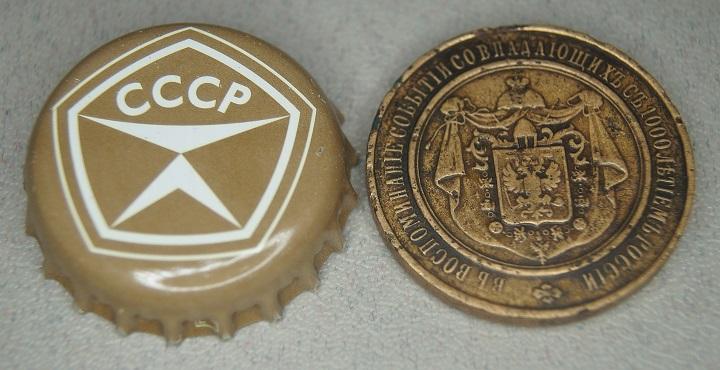 СССР
ВЪ ВОСПОМИНАНІЕ СОБЫТІЙ СОВПАДАЮЩИХЪ СЪ 1000 ЛѢТІЕМЪ РОССІИ